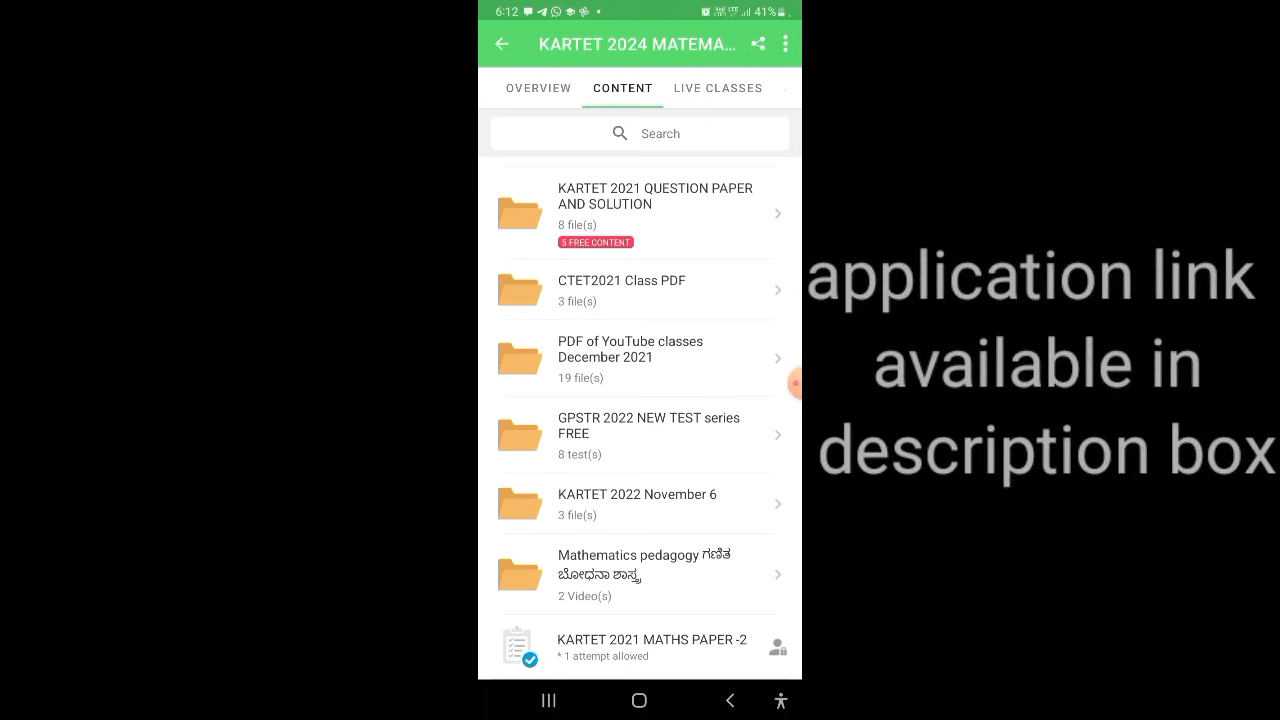 6:12
VoB LTE
LTE1
41%
KARTET 2024 MATEMA...
OVERVIEW CONTENT LIVE CLASSES
Search
KARTET 2021 QUESTION PAPER
AND SOLUTION
8 file(s)
5 FREE CONTENT
CTET2021 Class PDF
3 file(s)
PDF of YouTube classes
December 2021
19 file(s)
GPSTR 2022 NEW TEST series
FREE
8 test(s)
KARTET 2022 November 6
3 file(s)
Mathematics pedagogy ಗಣಿತ
ಬೋಧನಾ ಶಾಸ್ತ್ರ
2 Video(s)
KARTET 2021 MATHS PAPER -2
* 1 attempt allowed
application link
available in
description box